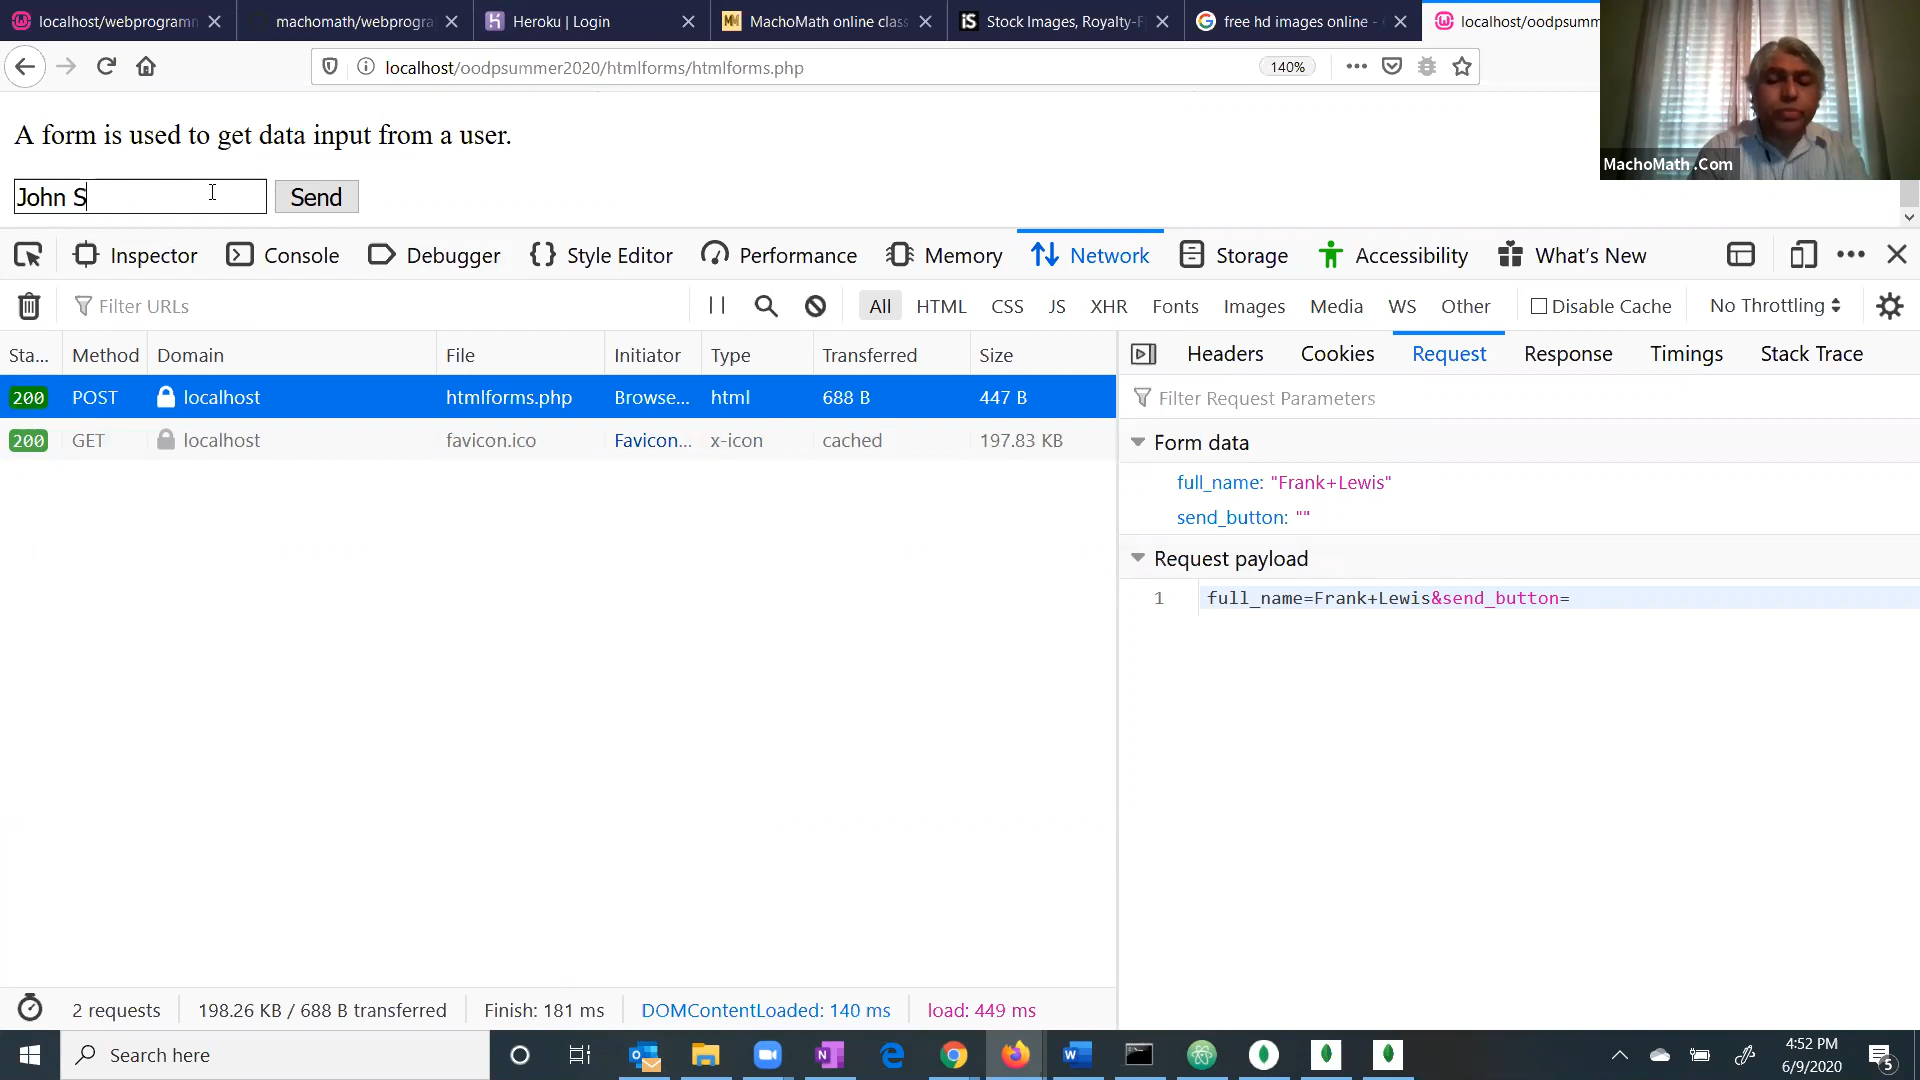 localhost/webprogramm
machomath/webprogra
Heroku | Login
MachoMath online class
Stock Images, Royalty-F
free hd images online -
localhost/oodpsumm
localhost/oodpsummer2020/htmlforms/htmlforms.php
140%
MachoMath .Com
A form is used to get data input from a user.
John S
Send
Inspector
Console
Debugger
Style Editor
Performance
Memory
Network
Storage
Accessibility
What's New
Filter URLs
All
HTML
CSS
JS
XHR
Fonts
Images
Media
WS
Other
Disable Cache
No Throttling
Sta... Method Domain File Initiator Type Transferred Size
200 POST localhost htmlforms.php Browse... html 688 B 447 B
200 GET localhost favicon.ico Favicon... x-icon cached 197.83 KB
Headers Cookies Request Response Timings Stack Trace
Filter Request Parameters
Form data
full_name: "Frank+Lewis"
send_button: ""
Request payload
1 full_name=Frank+Lewis&send_button=
2 requests
198.26 KB / 688 B transferred
Finish: 181 ms
DOMContentLoaded: 140 ms
load: 449 ms
Search here
4:52 PM
6/9/2020
5